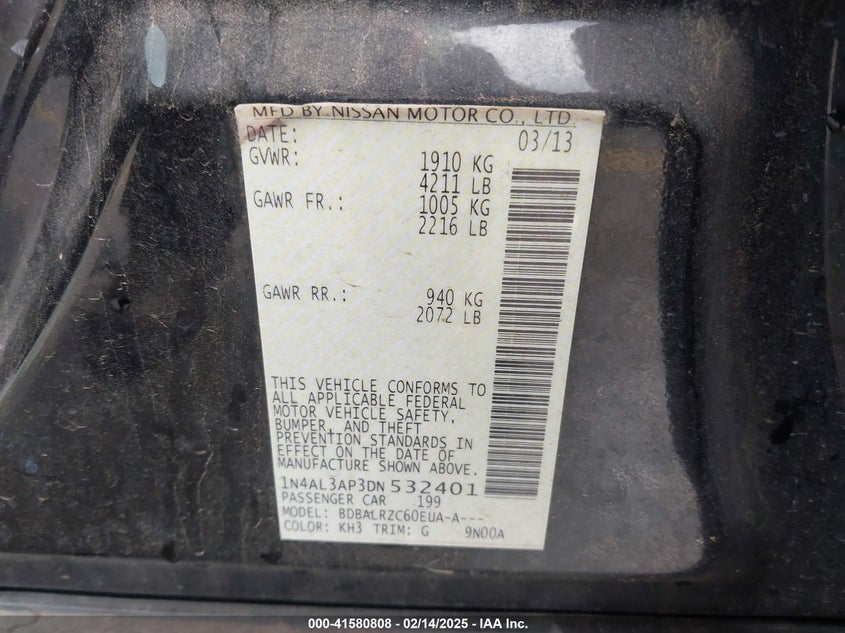 MFD BY NISSAN MOTOR CO., LTD.
DATE: 03/13
GVWR: 1910 KG
4211 LB
GAWR FR.: 1005 KG
2216 LB
GAWR RR.: 940 KG
2072 LB
THIS VEHICLE CONFORMS TO
ALL APPLICABLE FEDERAL
MOTOR VEHICLE SAFETY,
BUMPER, AND THEFT
PREVENTION STANDARDS IN
EFFECT ON THE DATE OF
MANUFACTURE SHOWN ABOVE.
1N4AL3AP3DN532401
PASSENGER CAR 199
MODEL: BDBALRZC60EUA-A---
COLOR: KH3 TRIM: G 9N00A
000-41580808 - 02/14/2025 - IAA Inc.